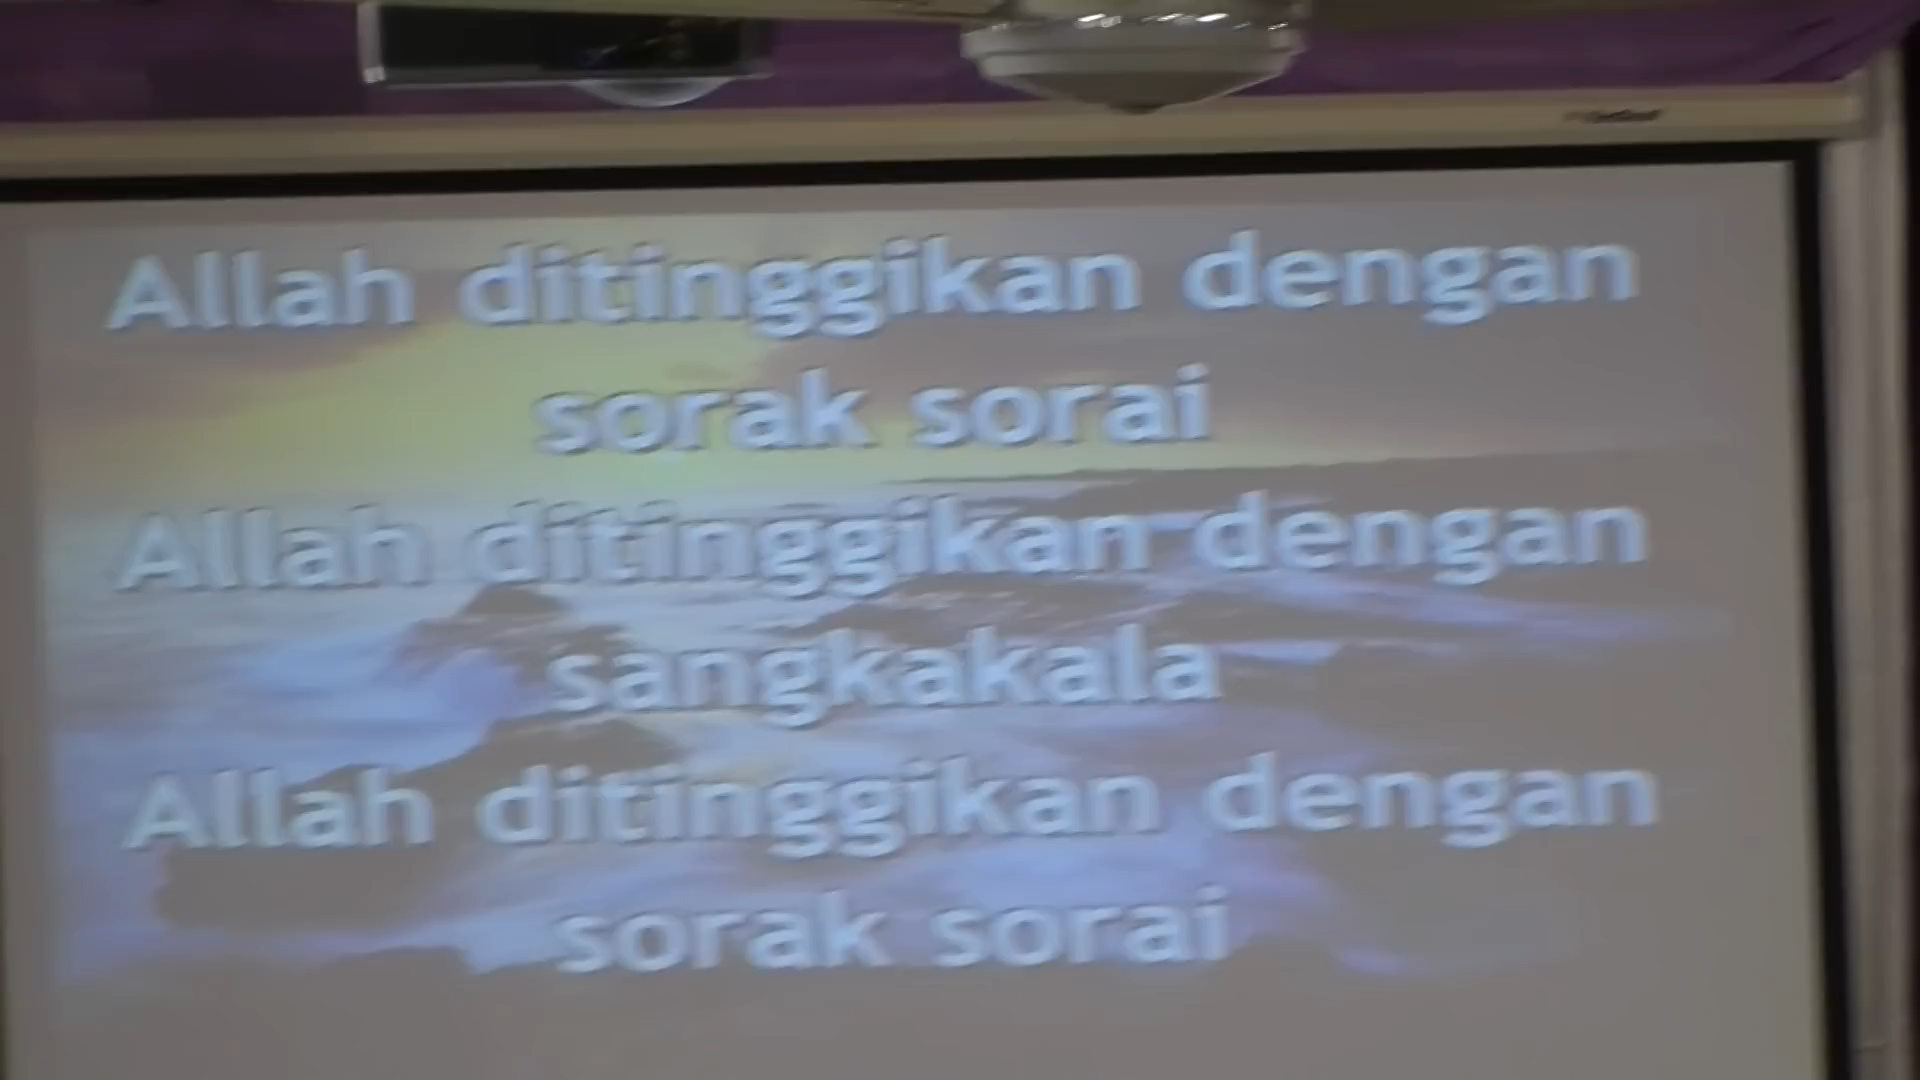 Allah ditinggikan dengan
sorak sorai
Allah ditinggikan dengan
sangkakala
Allah ditinggikan dengan
sorak sorai